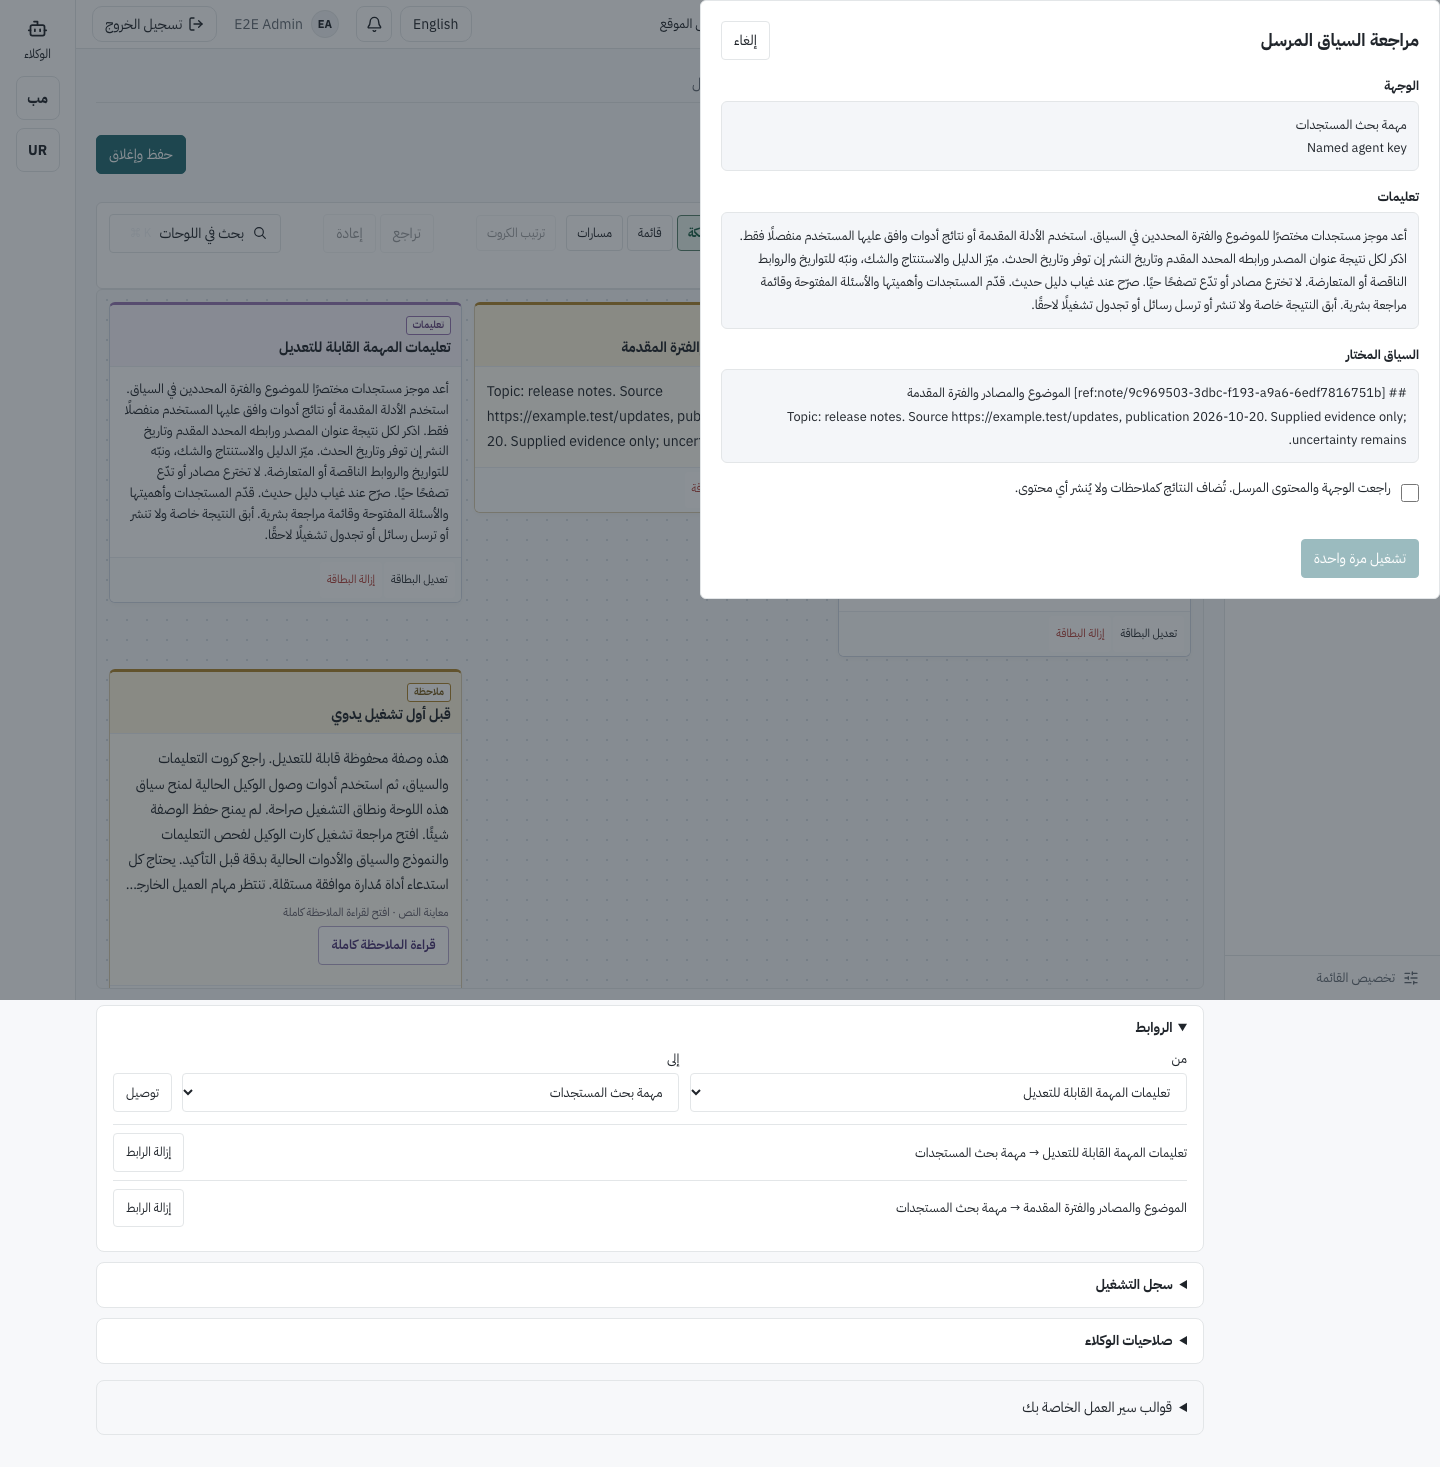 مراجعة السياق المرسل
إلغاء
الوجهة
مهمة بحث المستجدات
Named agent key
تعليمات
أعد موجز مستجدات مختصرًا للموضوع والفترة المحددين في السياق. استخدم الأدلة المقدمة أو نتائج أدوات وافق عليها المستخدم منفصلًا فقط.
اذكر لكل نتيجة عنوان المصدر ورابطه المحدد المقدم وتاريخ النشر إن توفر وتاريخ الحدث. ميّز الدليل والاستنتاج والشك، ونبّه للتواريخ والروابط
الناقصة أو المتعارضة. لا تخترع مصادر أو تدّع تصفحًا حيًا. صرّح عند غياب دليل حديث. قدّم المستجدات وأهميتها والأسئلة المفتوحة وقائمة
مراجعة بشرية. أبق النتيجة خاصة ولا تنشر أو ترسل رسائل أو تجدول تشغيلًا لاحقًا.
السياق المختار
## [ref:note/9c969503-3dbc-f193-a9a6-6edf7816751b] الموضوع والمصادر والفترة المقدمة
Topic: release notes. Source https://example.test/updates, publication 2026-10-20. Supplied evidence only;
uncertainty remains.
راجعت الوجهة والمحتوى المرسل. تُضاف النتائج كملاحظات ولا يُنشر أي محتوى.
تشغيل مرة واحدة
الموقع
English
EA
E2E Admin
تسجيل الخروج
الوكلاء
مب
UR
حفظ وإغلاق
قائمة
مسارات
ترتيب الكروت
تراجع
إعادة
بحث في اللوحات
الفترة المقدمة
Topic: release notes. Source
https://example.test/updates,
20. Supplied evidence only;
تعليمات
تعليمات المهمة القابلة للتعديل
أعد موجز مستجدات مختصرًا للموضوع والفترة المحددين في السياق.
استخدم الأدلة المقدمة أو نتائج أدوات وافق عليها المستخدم منفصلًا
فقط. اذكر لكل نتيجة عنوان المصدر ورابطه المحدد المقدم وتاريخ
النشر إن توفر وتاريخ الحدث. ميّز الدليل والاستنتاج والشك، ونبّه
للتواريخ والروابط الناقصة أو المتعارضة. لا تخترع مصادر أو تدّع
تصفحًا حيًا. صرّح عند غياب دليل حديث. قدّم المستجدات وأهميتها
والأسئلة المفتوحة وقائمة مراجعة بشرية. أبق النتيجة خاصة ولا تنشر
أو ترسل رسائل أو تجدول تشغيلًا لاحقًا.
تعديل البطاقة
إزالة البطاقة
تعديل البطاقة
إزالة البطاقة
ملاحظة
قبل أول تشغيل يدوي
هذه وصفة محفوظة قابلة للتعديل. راجع كروت التعليمات
والسياق، ثم استخدم أدوات وصول الوكيل الحالية لمنح سياق
هذه اللوحة ونطاق التشغيل صراحة. لم يمنح حفظ الوصفة
شيئًا. افتح مراجعة تشغيل كارت الوكيل لفحص التعليمات
والنموذج والسياق والأدوات الحالية بدقة قبل التأكيد. يحتاج كل
استدعاء أداة مُدارة موافقة مستقلة. تنتظر مهام العميل الخارجـ...
معاينة النص · افتح لقراءة الملاحظة كاملة
قراءة الملاحظة كاملة
تخصيص القائمة
الروابط
من
إلى
تعليمات المهمة القابلة للتعديل
مهمة بحث المستجدات
توصيل
تعليمات المهمة القابلة للتعديل → مهمة بحث المستجدات
إزالة الرابط
الموضوع والمصادر والفترة المقدمة → مهمة بحث المستجدات
إزالة الرابط
سجل التشغيل
صلاحيات الوكلاء
قوالب سير العمل الخاصة بك